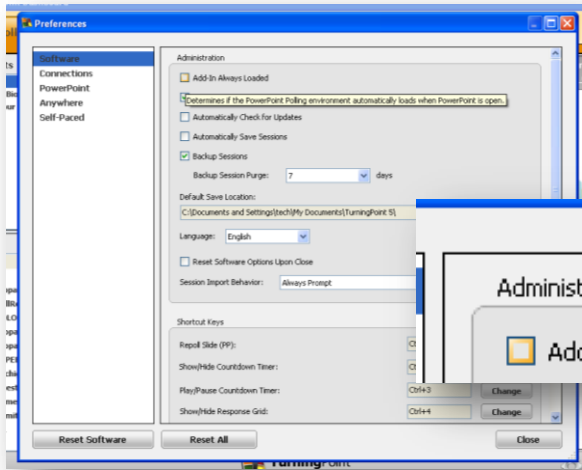 Preferences
Software
Connections
PowerPoint
Anywhere
Self-Paced
Administration
Add-In Always Loaded
Determines if the PowerPoint Polling environment automatically loads when PowerPoint is open.
Automatically Check for Updates
Automatically Save Sessions
Backup Sessions
Backup Session Purge: 7 days
Default Save Location:
C:\Documents and Settings\tech\My Documents\TurningPoint 5\
Language: English
Reset Software Options Upon Close
Session Import Behavior: Always Prompt
Administ
Add
Shortcut Keys
Repoll Slide (PP):
Show/Hide Countdown Timer:
Play/Pause Countdown Timer: Ctrl+3 Change
Show/Hide Response Grid: Ctrl+4 Change
Reset Software Reset All Close
TurningPoint